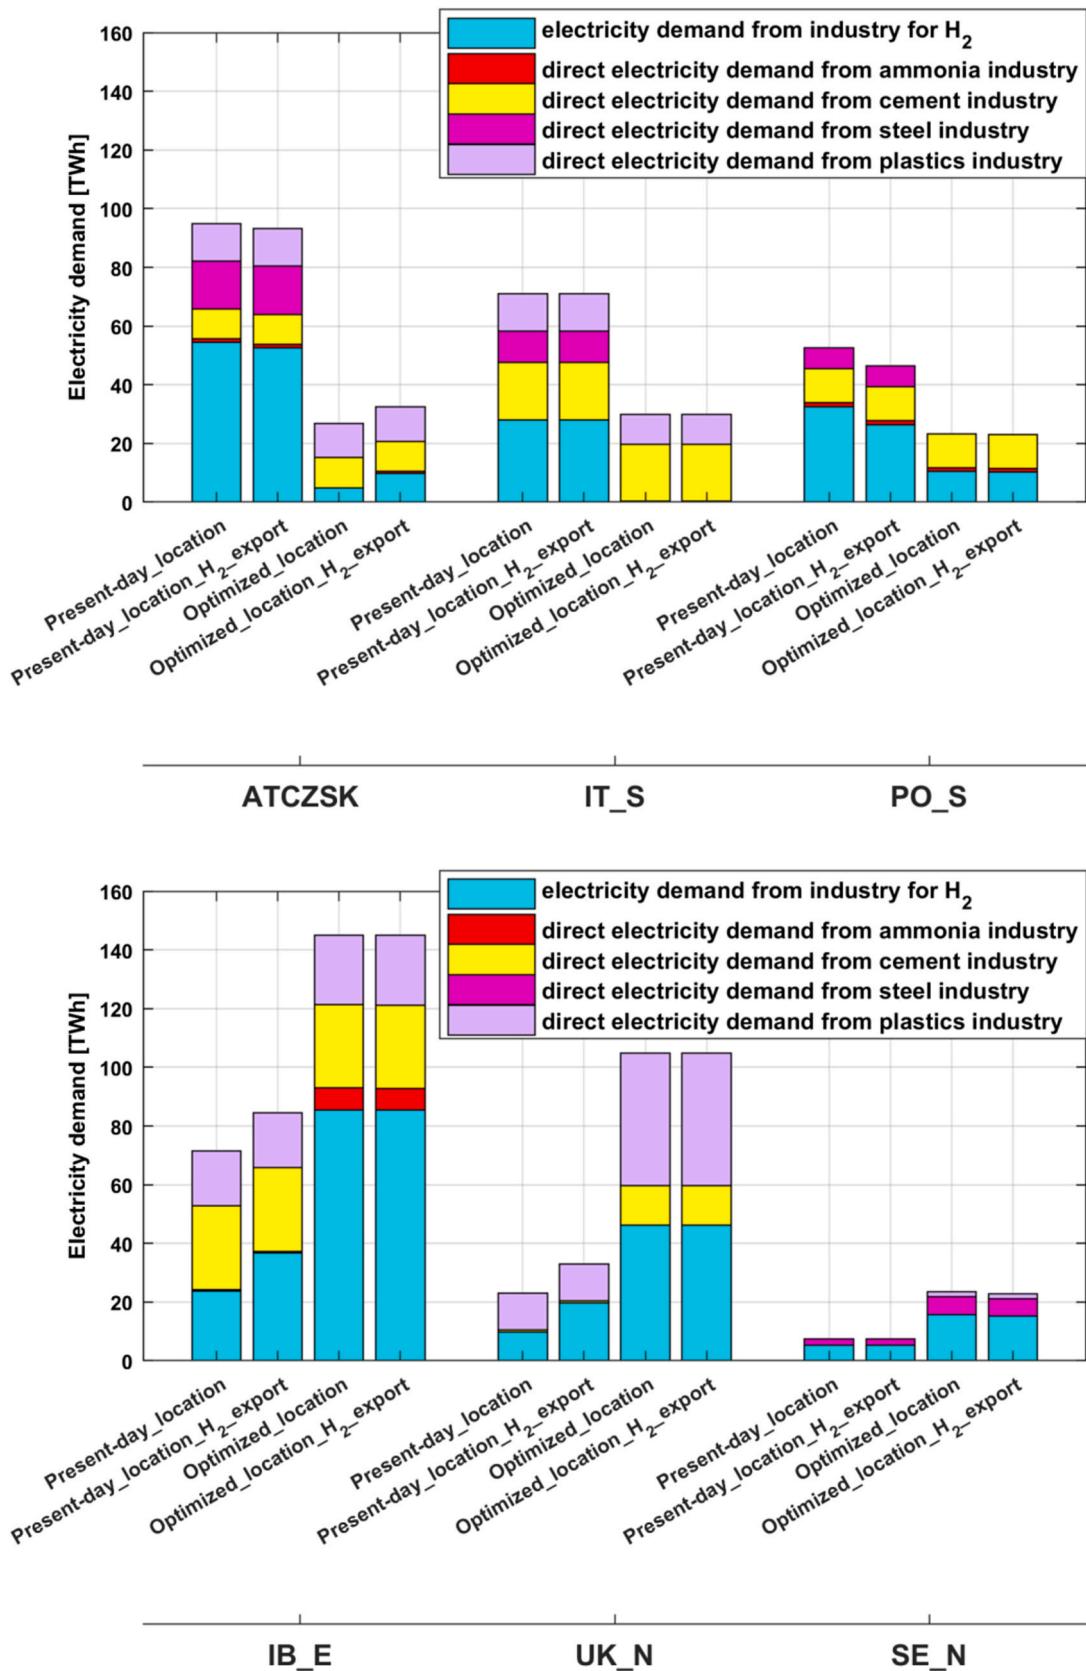 160
140
120
100
80
60
40
20
0
Electricity demand [TWh]
electricity demand from industry for H2
direct electricity demand from ammonia industry
direct electricity demand from cement industry
direct electricity demand from steel industry
direct electricity demand from plastics industry
Present-day_location
Present-day_location_H2_export
Optimized_location
Optimized_location_H2_export
Present-day_location
Present-day_location_H2_export
Optimized_location
Optimized_location_H2_export
Present-day_location
Present-day_location_H2_export
Optimized_location
Optimized_location_H2_export
ATCZSK IT_S PO_S
160
140
120
100
80
60
40
20
0
Electricity demand [TWh]
electricity demand from industry for H2
direct electricity demand from ammonia industry
direct electricity demand from cement industry
direct electricity demand from steel industry
direct electricity demand from plastics industry
Present-day_location
Present-day_location_H2_export
Optimized_location
Optimized_location_H2_export
Present-day_location
Present-day_location_H2_export
Optimized_location
Optimized_location_H2_export
Present-day_location
Present-day_location_H2_export
Optimized_location
Optimized_location_H2_export
IB_E UK_N SE_N